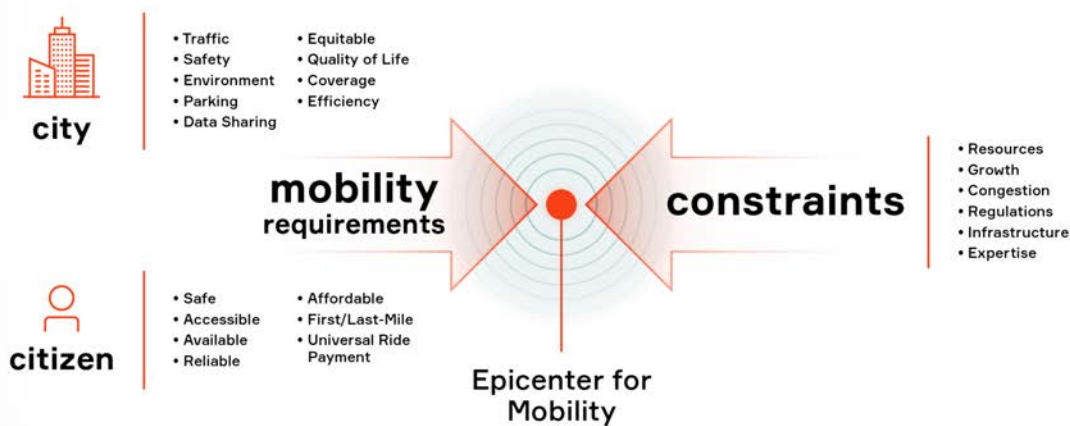 city
• Traffic
• Safety
• Environment
• Parking
• Data Sharing
• Equitable
• Quality of Life
• Coverage
• Efficiency
mobility
requirements
constraints
• Resources
• Growth
• Congestion
• Regulations
• Infrastructure
• Expertise
citizen
• Safe
• Accessible
• Available
• Reliable
• Affordable
• First/Last-Mile
• Universal Ride
Payment
Epicenter for
Mobility